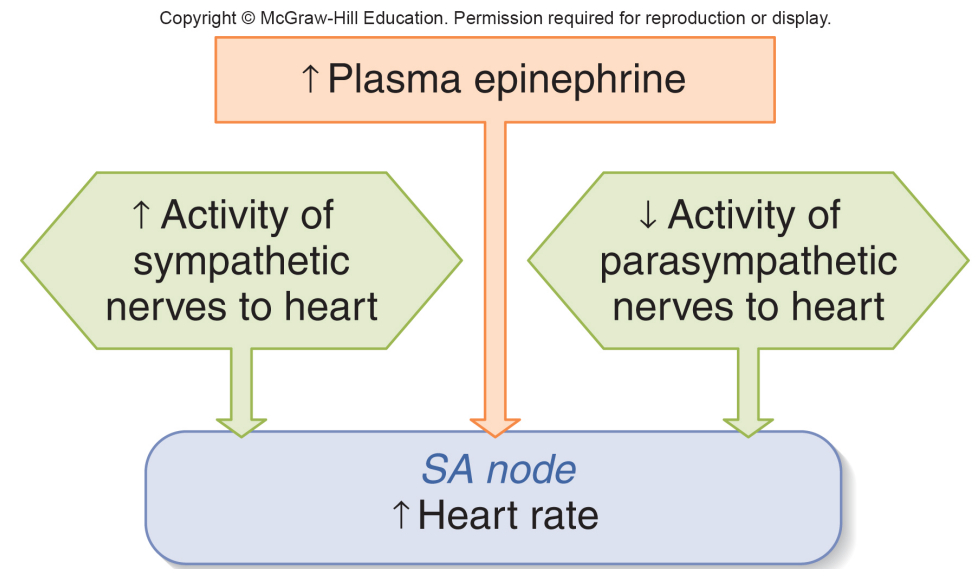 Copyright © McGraw-Hill Education. Permission required for reproduction or display.
↑ Plasma epinephrine
↑ Activity of
sympathetic
nerves to heart
↓ Activity of
parasympathetic
nerves to heart
SA node
↑ Heart rate